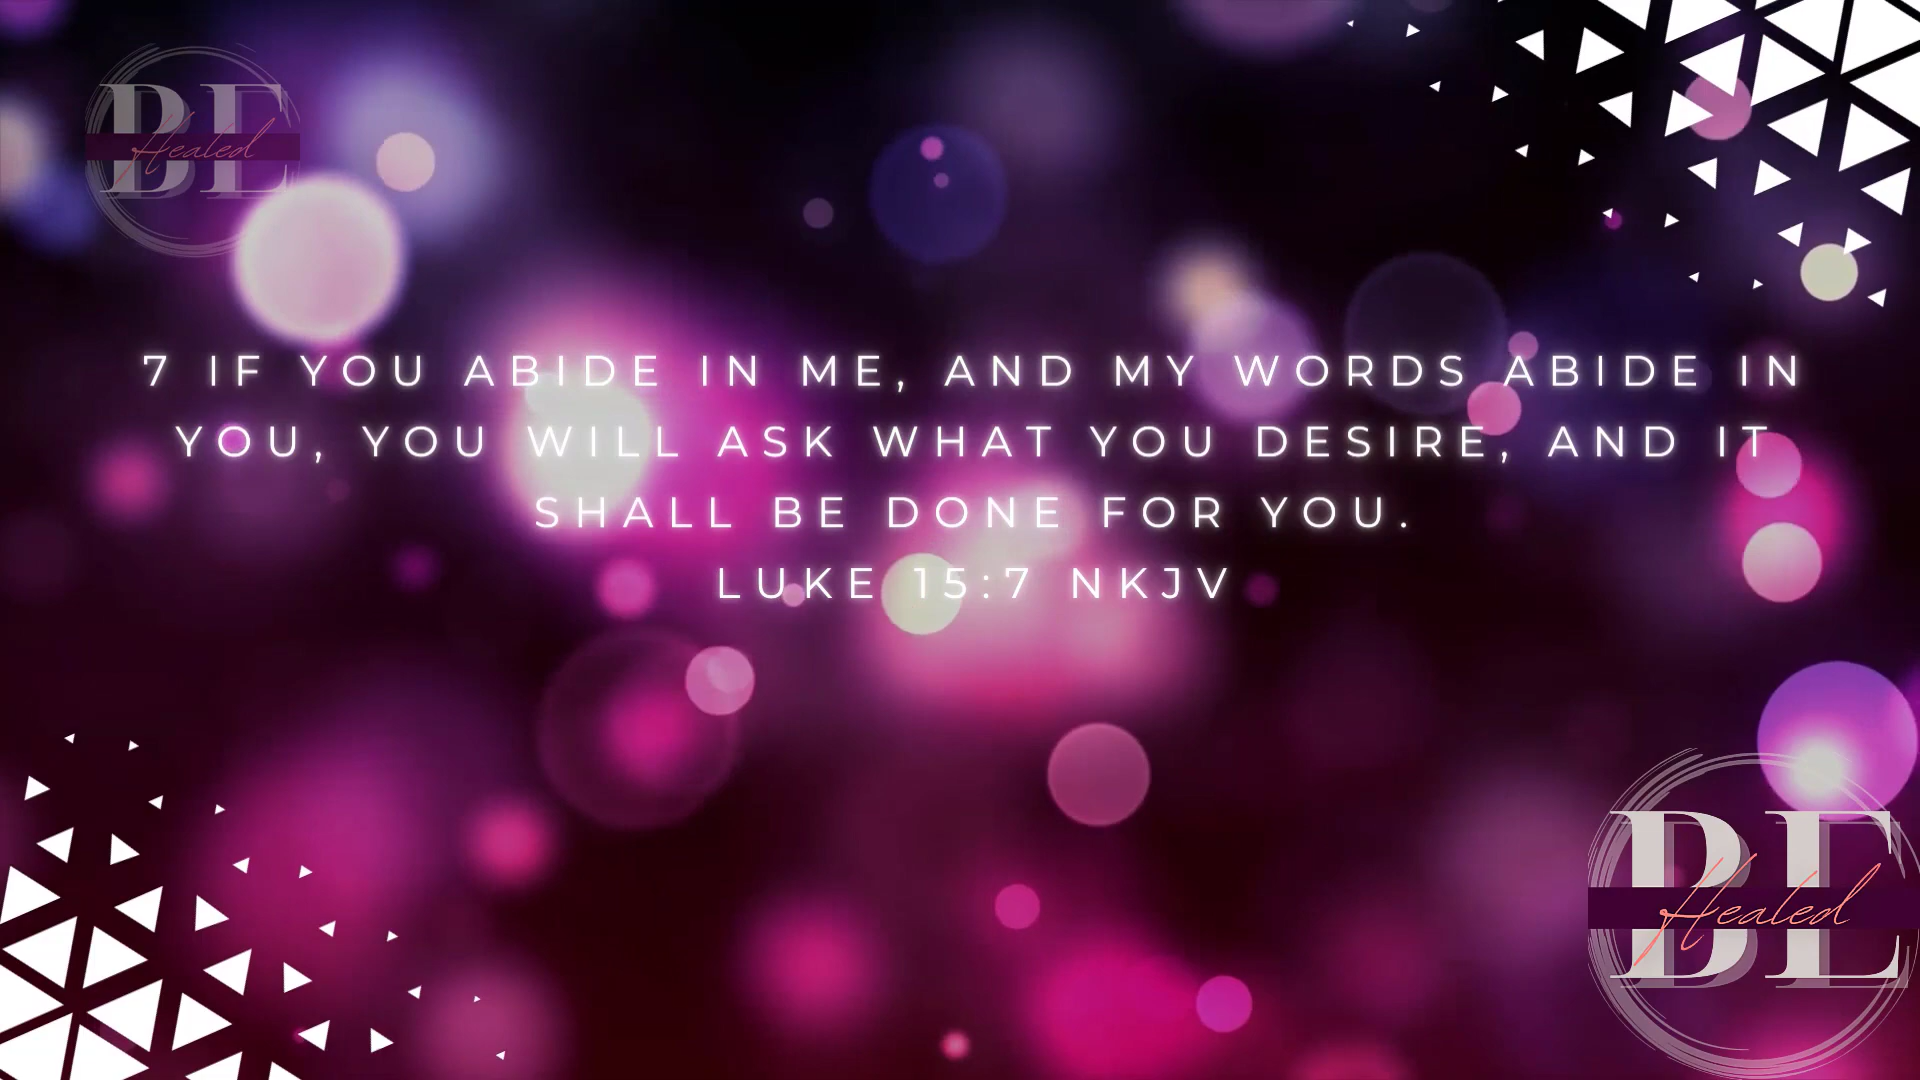 BE
Healed
7 IF YOU ABIDE IN ME, AND MY WORDS ABIDE IN
YOU, YOU WILL ASK WHAT YOU DESIRE, AND IT
SHALL BE DONE FOR YOU.
LUKE 15:7 NKJV
BE
Healed